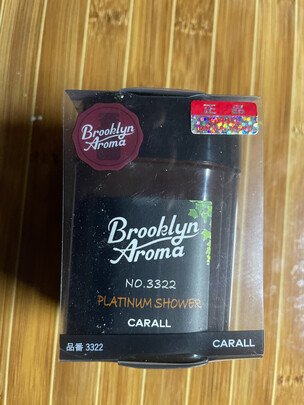 Brooklyn
Aroma
Brooklyn
Aroma
NO.3322
PLATINUM SHOWER
CARALL
品番 3322
CARALL